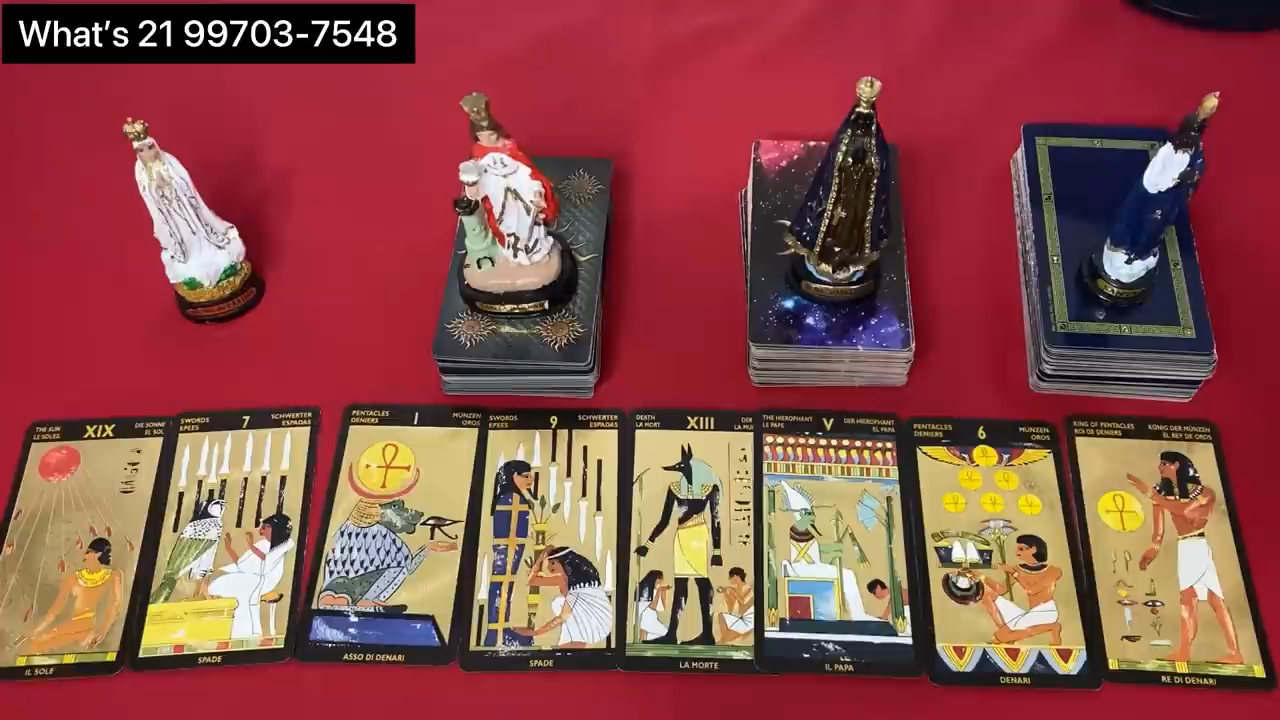 What's 21 99703-7548
THE SUN
LE SOLEIL
XIX
DIE SONNE
EL SOL
IL SOLE
SWORDS
EPEES
7
SCHWERTER
ESPADAS
SPADE
PENTACLES
DENIERS
1
MÜNZEN
OROS
ASSO DI DENARI
SWORDS
EPEES
9
SCHWERTER
ESPADAS
SPADE
DEATH
LA MORT
XIII
LA MORTE
THE HIEROPHANT
LE PAPE
V
DER HIEROPHANT
EL PAPA
IL PAPA
PENTACLES
DENIERS
6
MÜNZEN
OROS
DENARI
KING OF PENTACLES
ROI DE DENIERS
KÖNIG DER MÜNZEN
EL REY DE OROS
RE DI DENARI